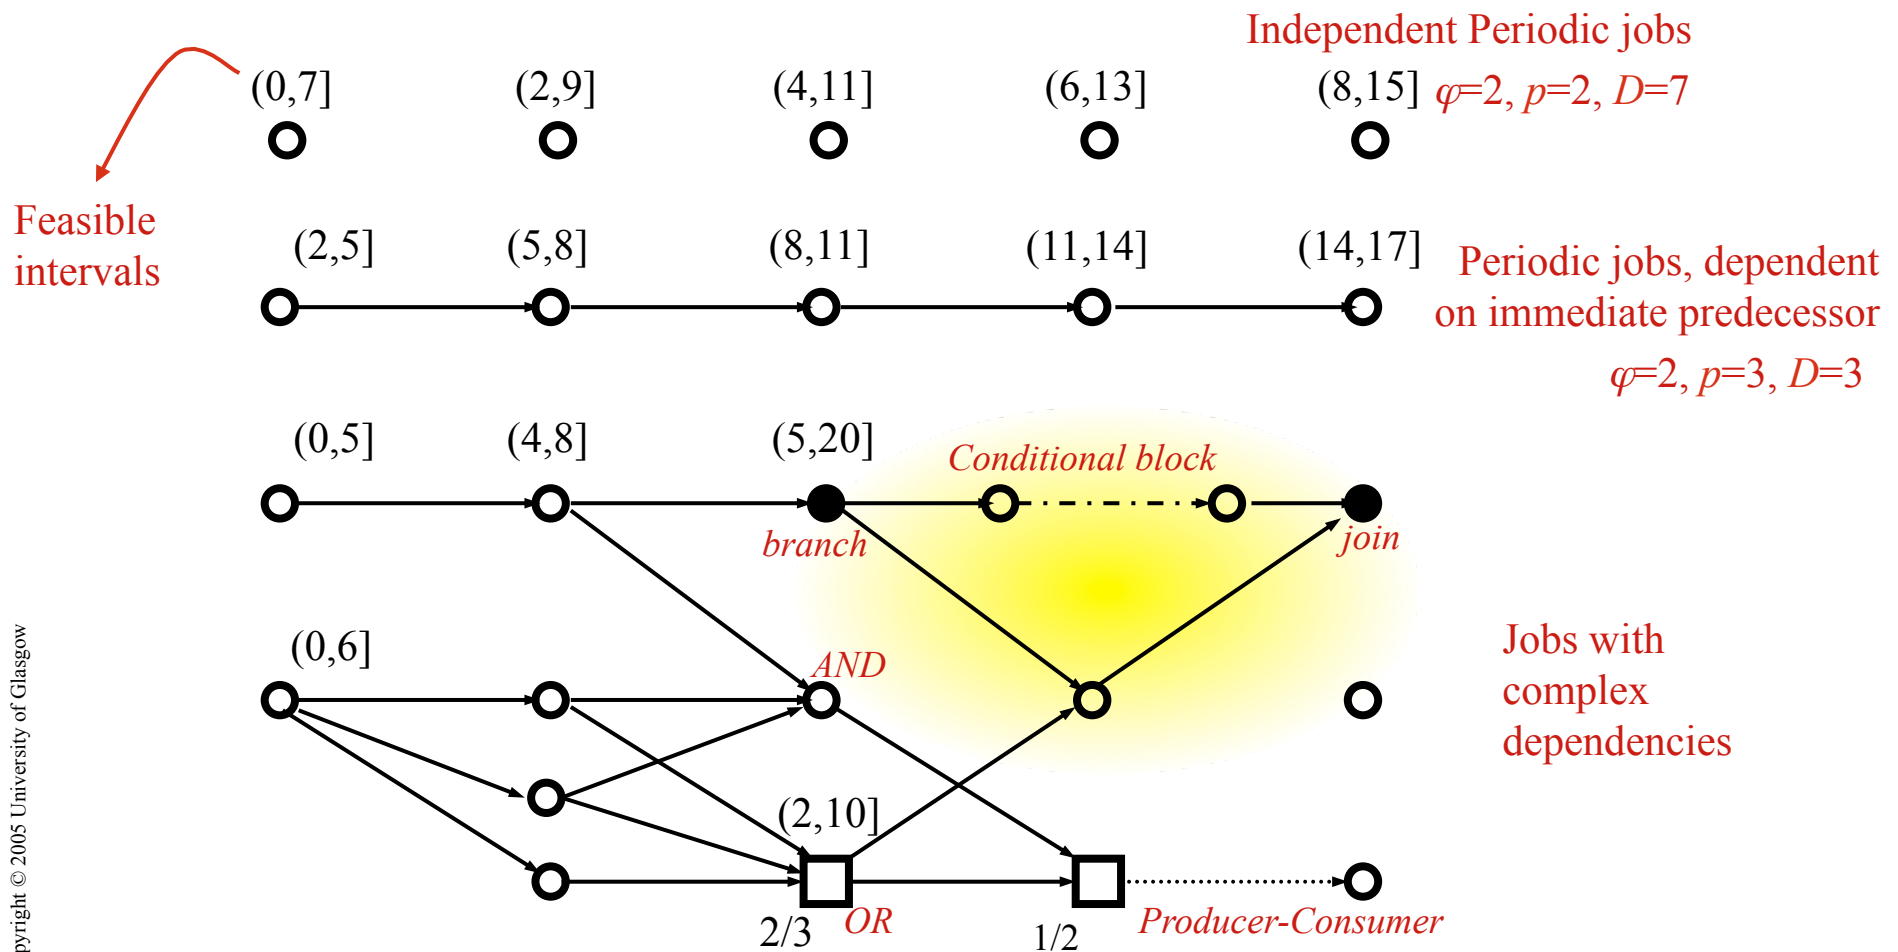 Independent Periodic jobs
(0,7] (2,9] (4,11] (6,13] (8,15] φ=2, p=2, D=7
Feasible
intervals
(2,5] (5,8] (8,11] (11,14] (14,17]
Periodic jobs, dependent
on immediate predecessor
φ=2, p=3, D=3
(0,5] (4,8] (5,20]
Conditional block
branch
join
(0,6]
AND
Jobs with
complex
dependencies
(2,10]
2/3
OR
1/2
Producer-Consumer
pyright © 2005 University of Glasgow